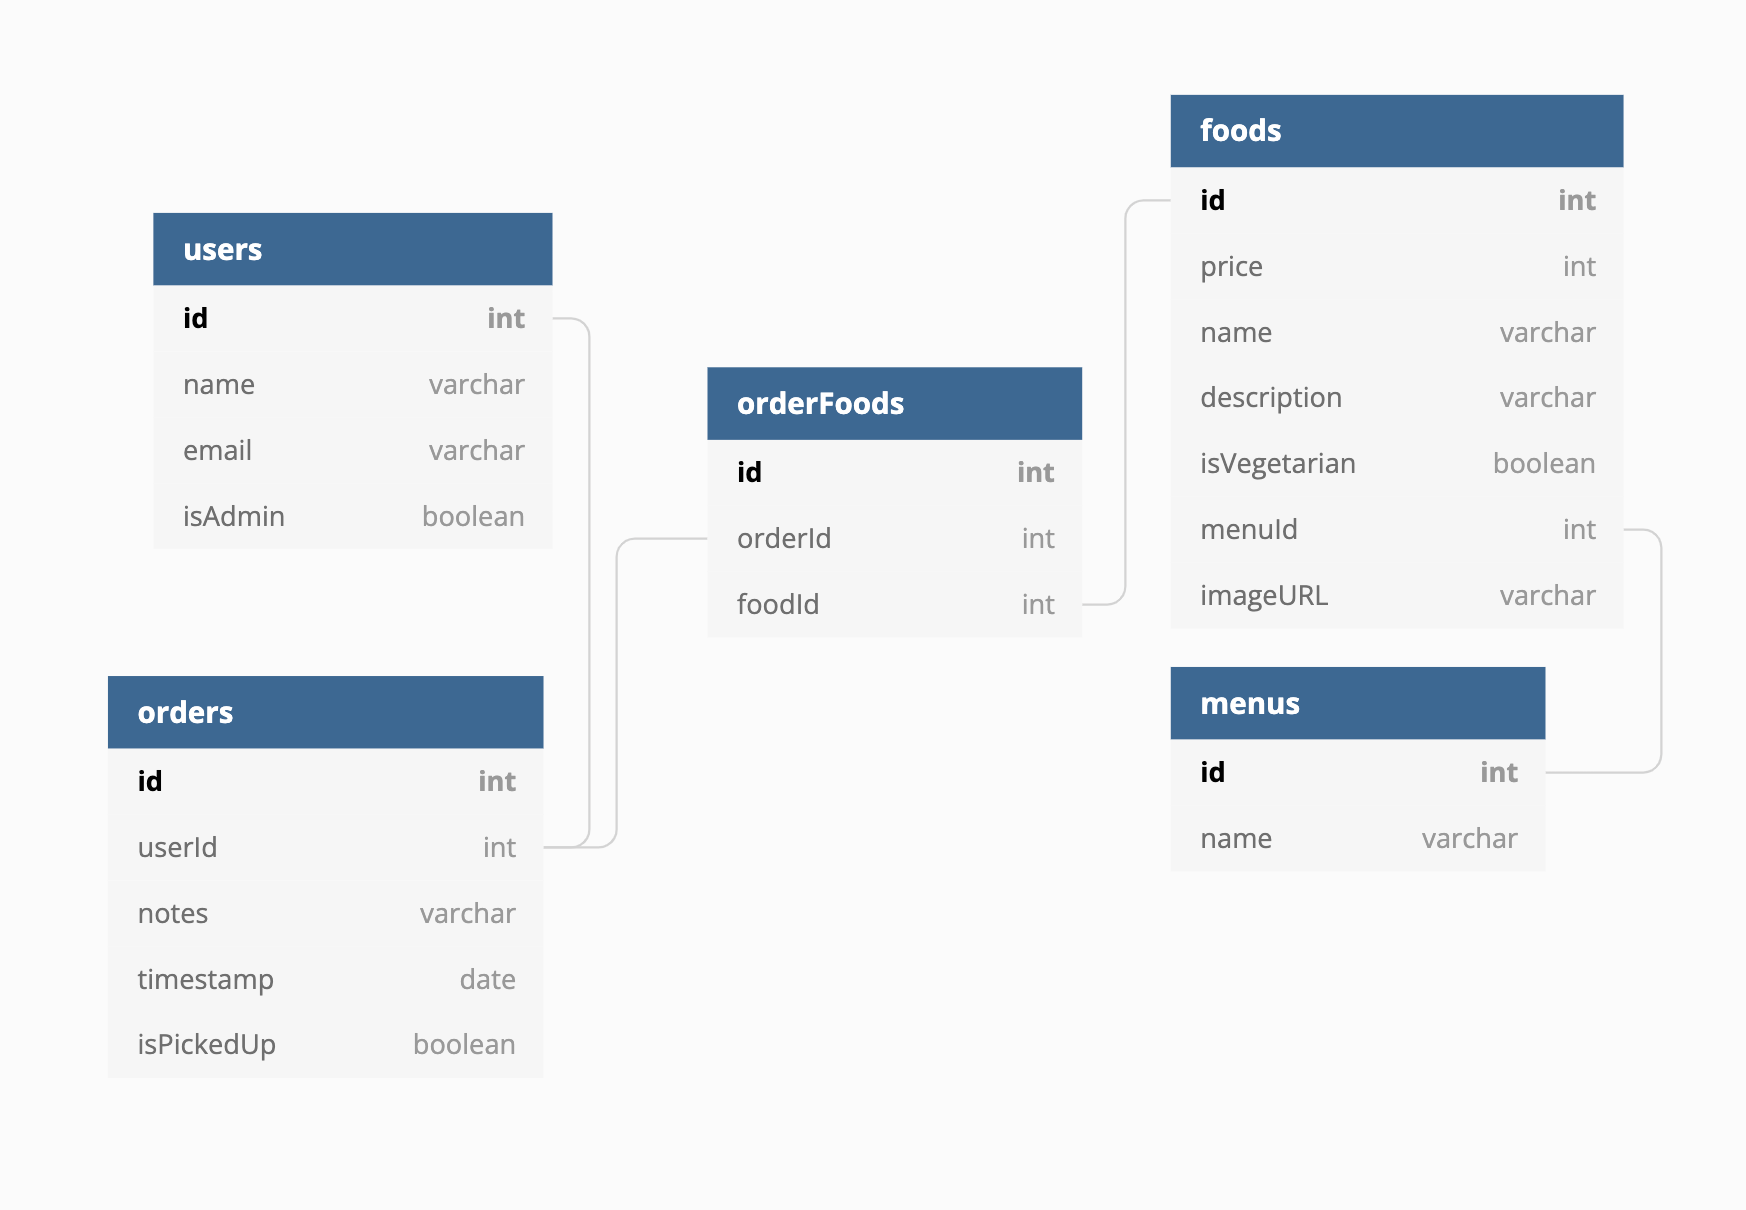 users
id int
name varchar
email varchar
isAdmin boolean
orders
id int
userId int
notes varchar
timestamp date
isPickedUp boolean
orderFoods
id int
orderId int
foodId int
foods
id int
price int
name varchar
description varchar
isVegetarian boolean
menuId int
imageURL varchar
menus
id int
name varchar